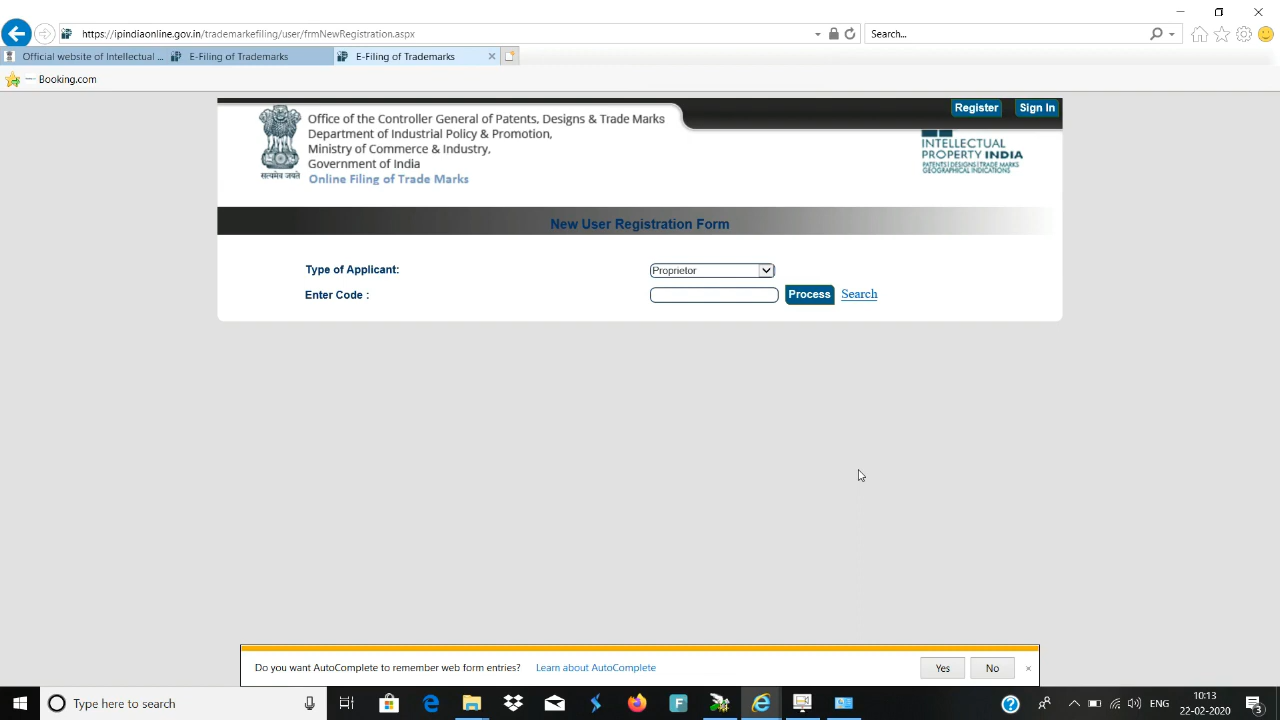 https://ipindiaonline.gov.in/trademarkefiling/user/frmNewRegistration.aspx
Search...
Official website of Intellectual ...
E-Filing of Trademarks
E-Filing of Trademarks
Booking.com
Register
Sign In
Office of the Controller General of Patents, Designs & Trade Marks
Department of Industrial Policy & Promotion,
Ministry of Commerce & Industry,
Government of India
सत्यमेव जयते
Online Filing of Trade Marks
INTELLECTUAL
PROPERTY INDIA
PATENTS | DESIGNS | TRADE MARKS
GEOGRAPHICAL INDICATIONS
New User Registration Form
Type of Applicant:
Proprietor
Enter Code :
Process
Search
Do you want AutoComplete to remember web form entries?
Learn about AutoComplete
Yes
No
Type here to search
ENG
10:13
22-02-2020
3